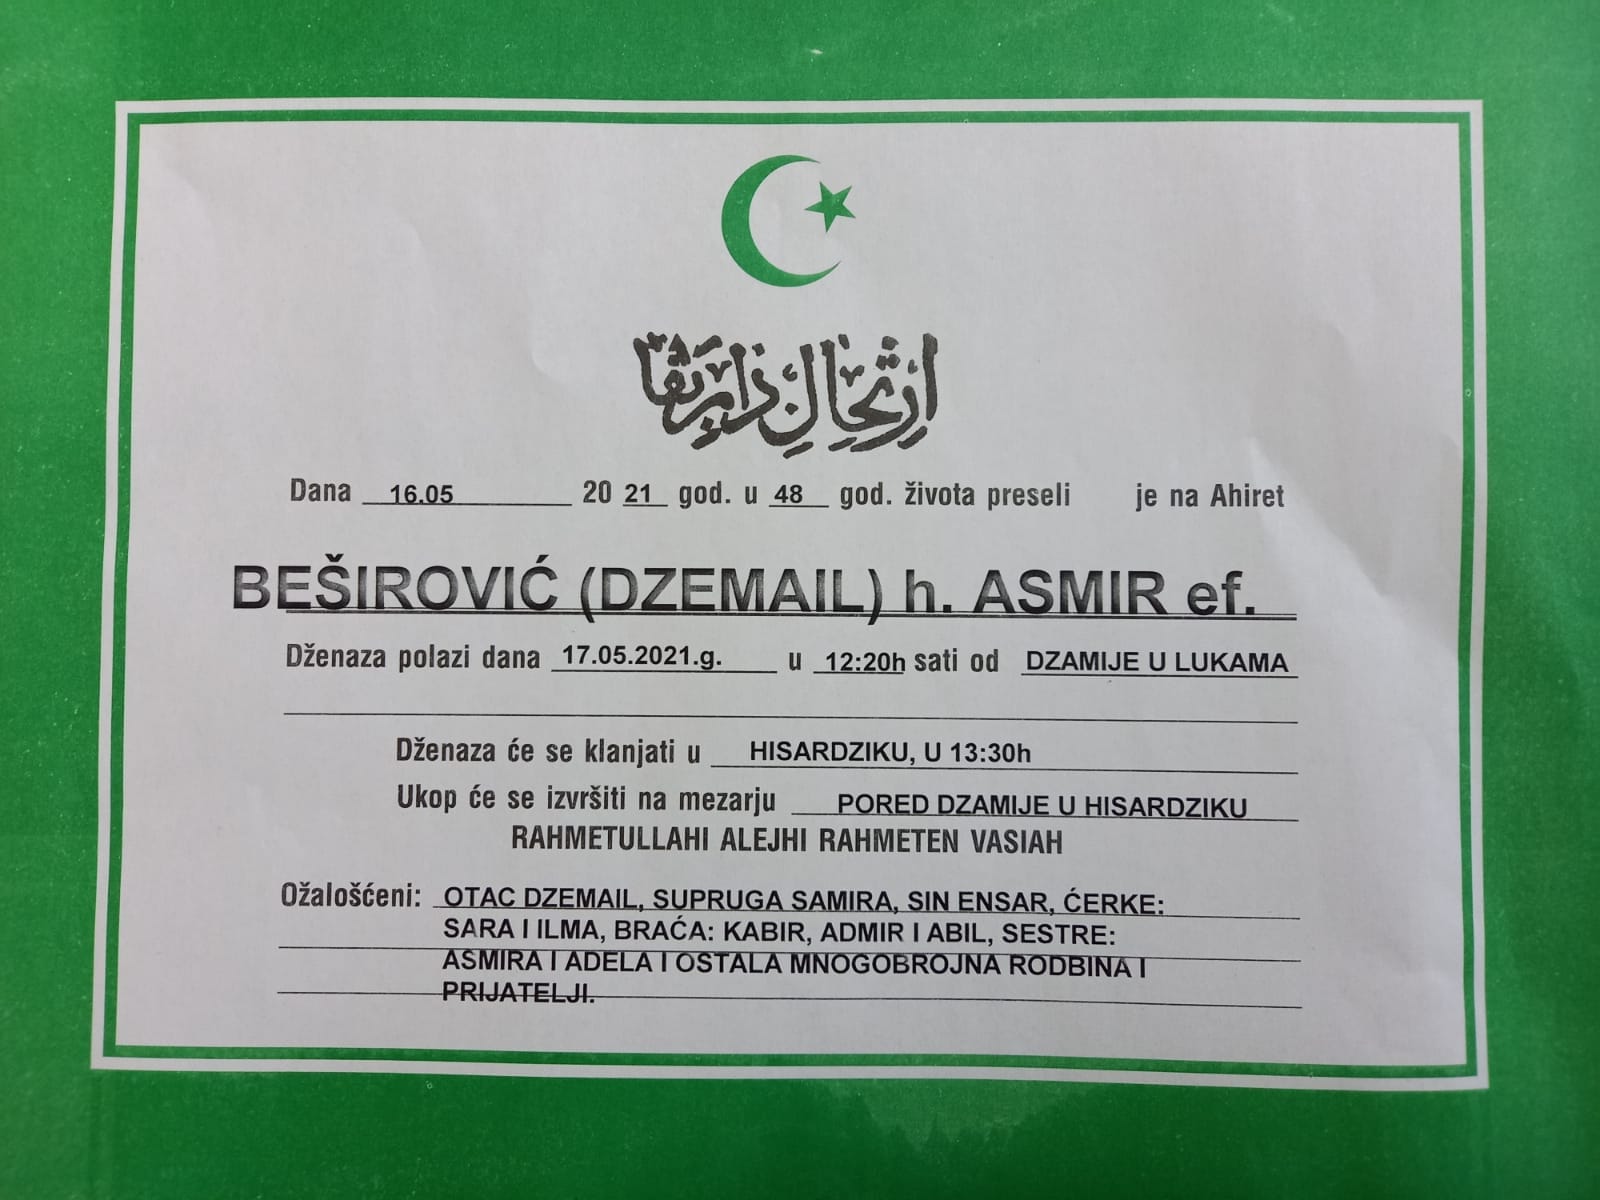 ارتحال دار بقا
Dana 16.05 20 21 god. u 48 god. života preseli je na Ahiret
BEŠIROVIĆ (DZEMAIL) h. ASMIR ef.
Dženaza polazi dana 17.05.2021.g. u 12:20h sati od DZAMIJE U LUKAMA
Dženaza će se klanjati u HISARDZIKU, U 13:30h
Ukop će se izvršiti na mezarju PORED DZAMIJE U HISARDZIKU
RAHMETULLAHI ALEJHI RAHMETEN VASIAH
Ožalošćeni: OTAC DZEMAIL, SUPRUGA SAMIRA, SIN ENSAR, ĆERKE:
SARA I ILMA, BRAĆA: KABIR, ADMIR I ABIL, SESTRE:
ASMIRA I ADELA I OSTALA MNOGOBROJNA RODBINA I
PRIJATELJI.